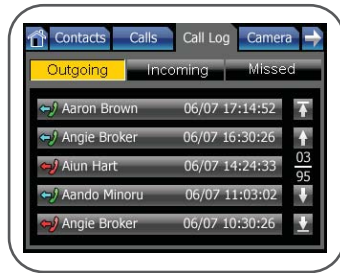 Contacts Calls Call Log Camera
Outgoing Incoming Missed
Aaron Brown 06/07 17:14:52
Angie Broker 06/07 16:30:26
Aiun Hart 06/07 14:24:33
03
95
Aando Minoru 06/07 11:03:02
Angie Broker 06/07 10:30:26